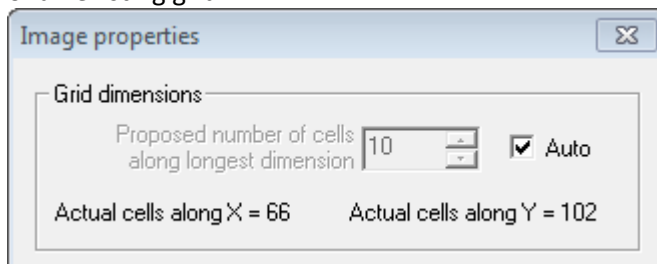 Image properties
Grid dimensions
Proposed number of cells
along longest dimension
10
Auto
Actual cells along X = 66 Actual cells along Y = 102